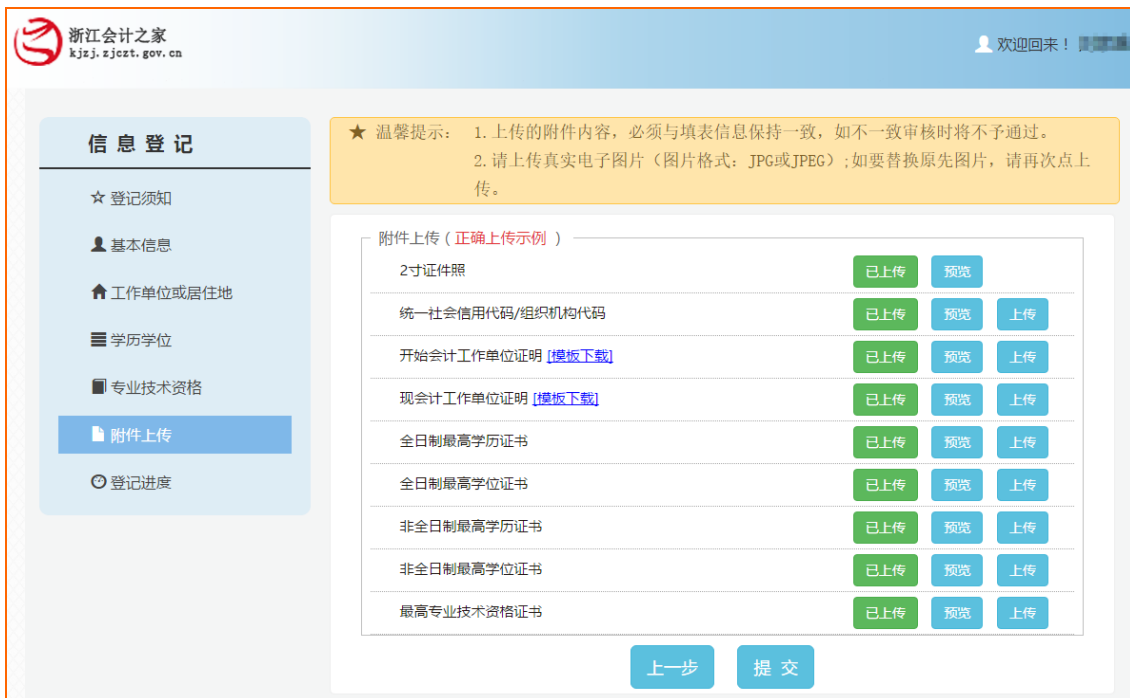 浙江会计之家
kjzj.zjczt.gov.cn
欢迎回来！
信息登记
☆ 登记须知
基本信息
工作单位或居住地
学历学位
专业技术资格
附件上传
登记进度
★ 温馨提示： 1.上传的附件内容，必须与填表信息保持一致，如不一致审核时将不予通过。
2.请上传真实电子图片（图片格式：JPG或JPEG）;如要替换原先图片，请再次点上
传。
附件上传（正确上传示例 ）
2寸证件照 已上传 预览
统一社会信用代码/组织机构代码 已上传 预览 上传
开始会计工作单位证明 [模板下载] 已上传 预览 上传
现会计工作单位证明 [模板下载] 已上传 预览 上传
全日制最高学历证书 已上传 预览 上传
全日制最高学位证书 已上传 预览 上传
非全日制最高学历证书 已上传 预览 上传
非全日制最高学位证书 已上传 预览 上传
最高专业技术资格证书 已上传 预览 上传
上一步 提 交